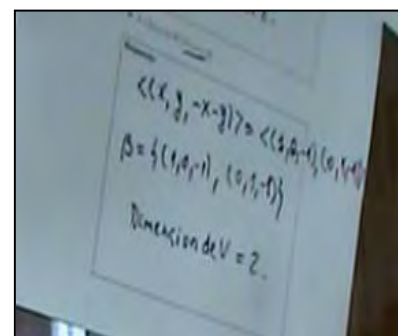 <(x, y, -x-y)> = <(1,0,-1),(0,1,-1)>
β = {(1,0,-1), (0,1,-1)}
Dimension de V = 2.